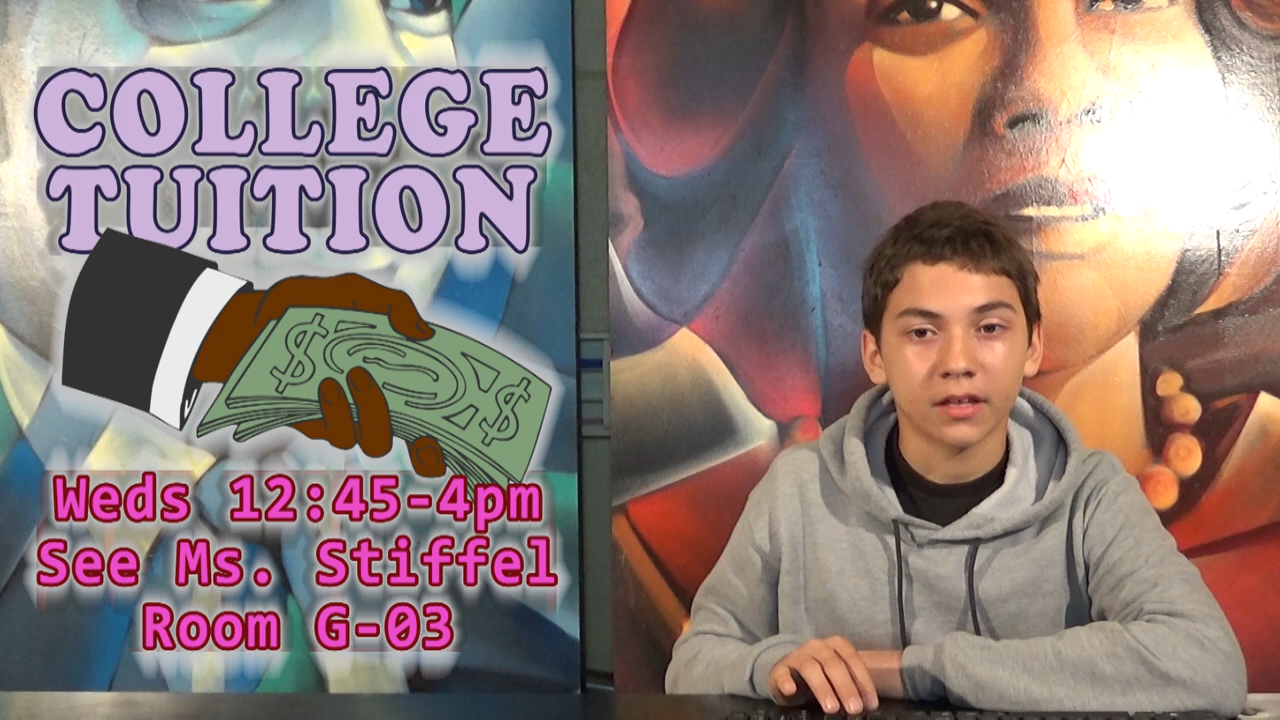 COLLEGE
TUITION
$ $
Weds 12:45-4pm
See Ms. Stiffel
Room G-03